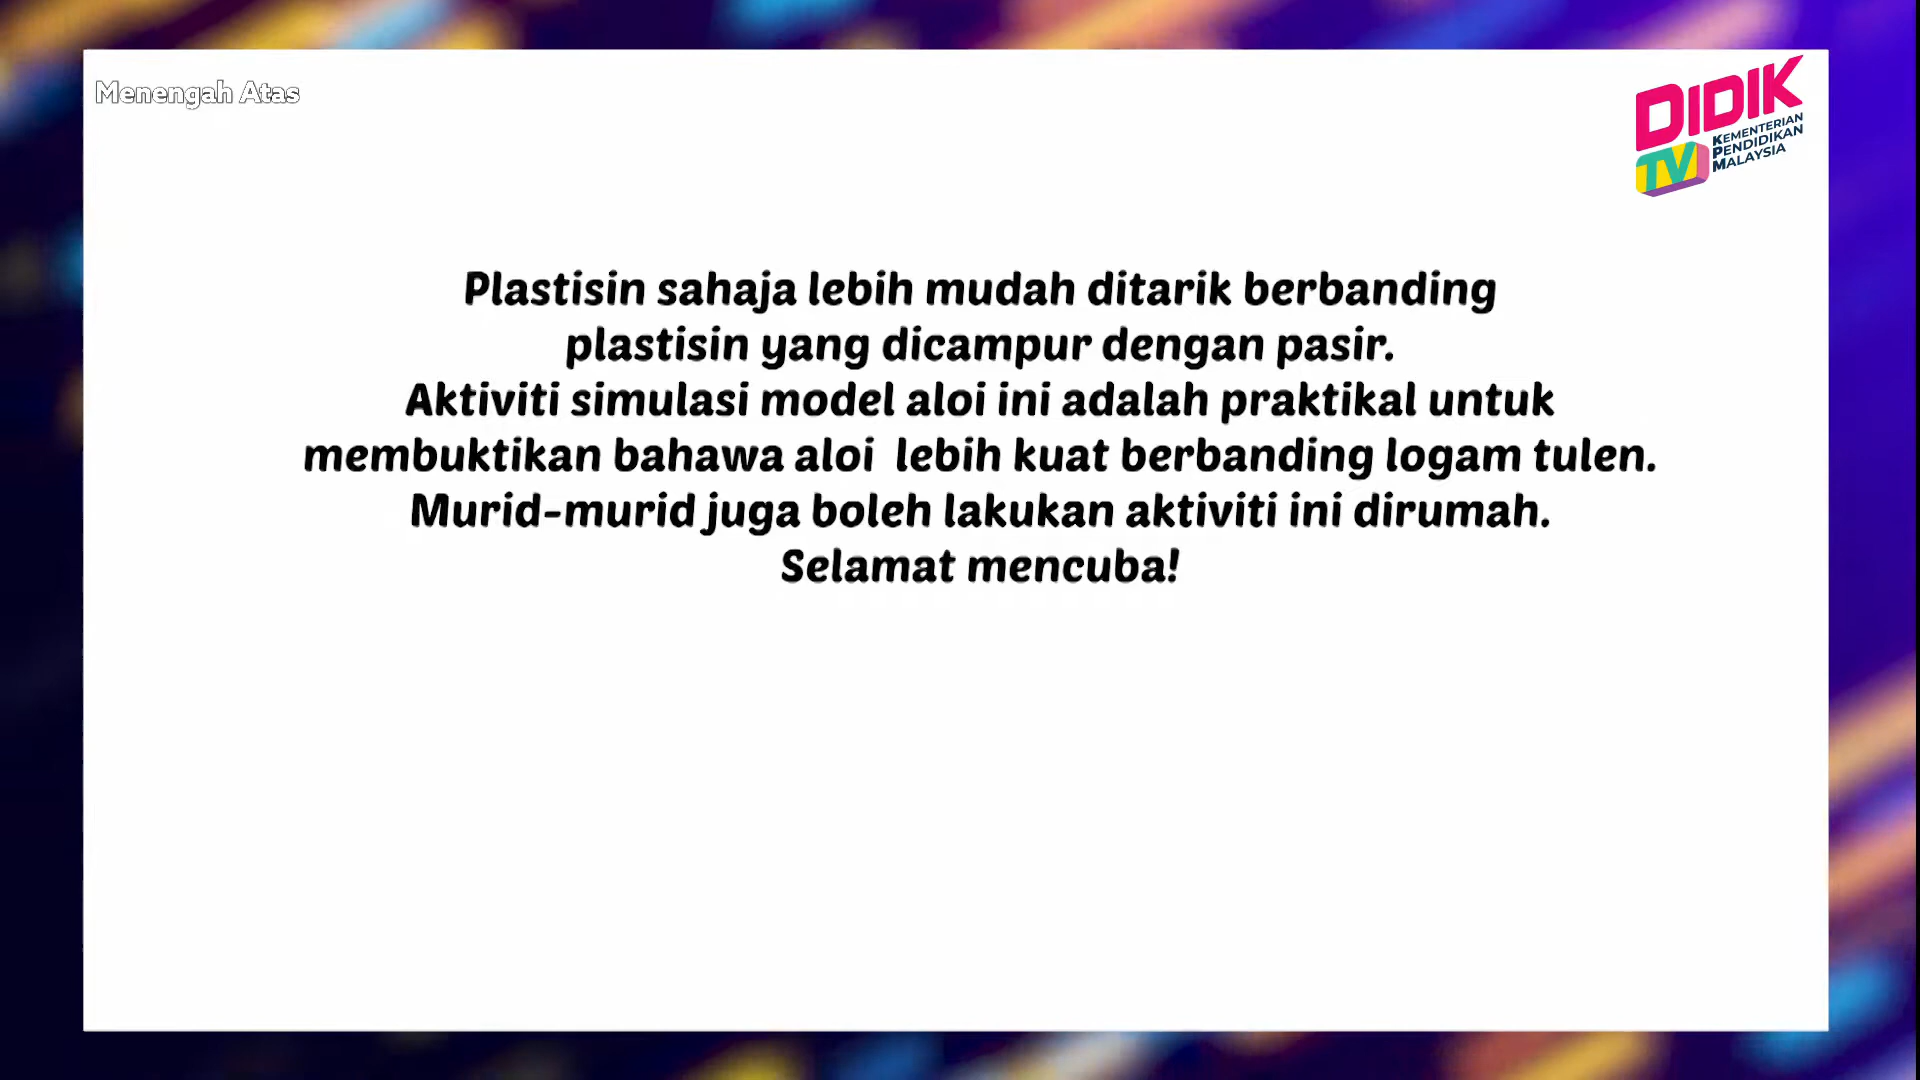 Menengah Atas
DIDIK
TV
KEMENTERIAN
PENDIDIKAN
MALAYSIA
Plastisin sahaja lebih mudah ditarik berbanding
plastisin yang dicampur dengan pasir.
Aktiviti simulasi model aloi ini adalah praktikal untuk
membuktikan bahawa aloi  lebih kuat berbanding logam tulen.
Murid-murid juga boleh lakukan aktiviti ini dirumah.
Selamat mencuba!